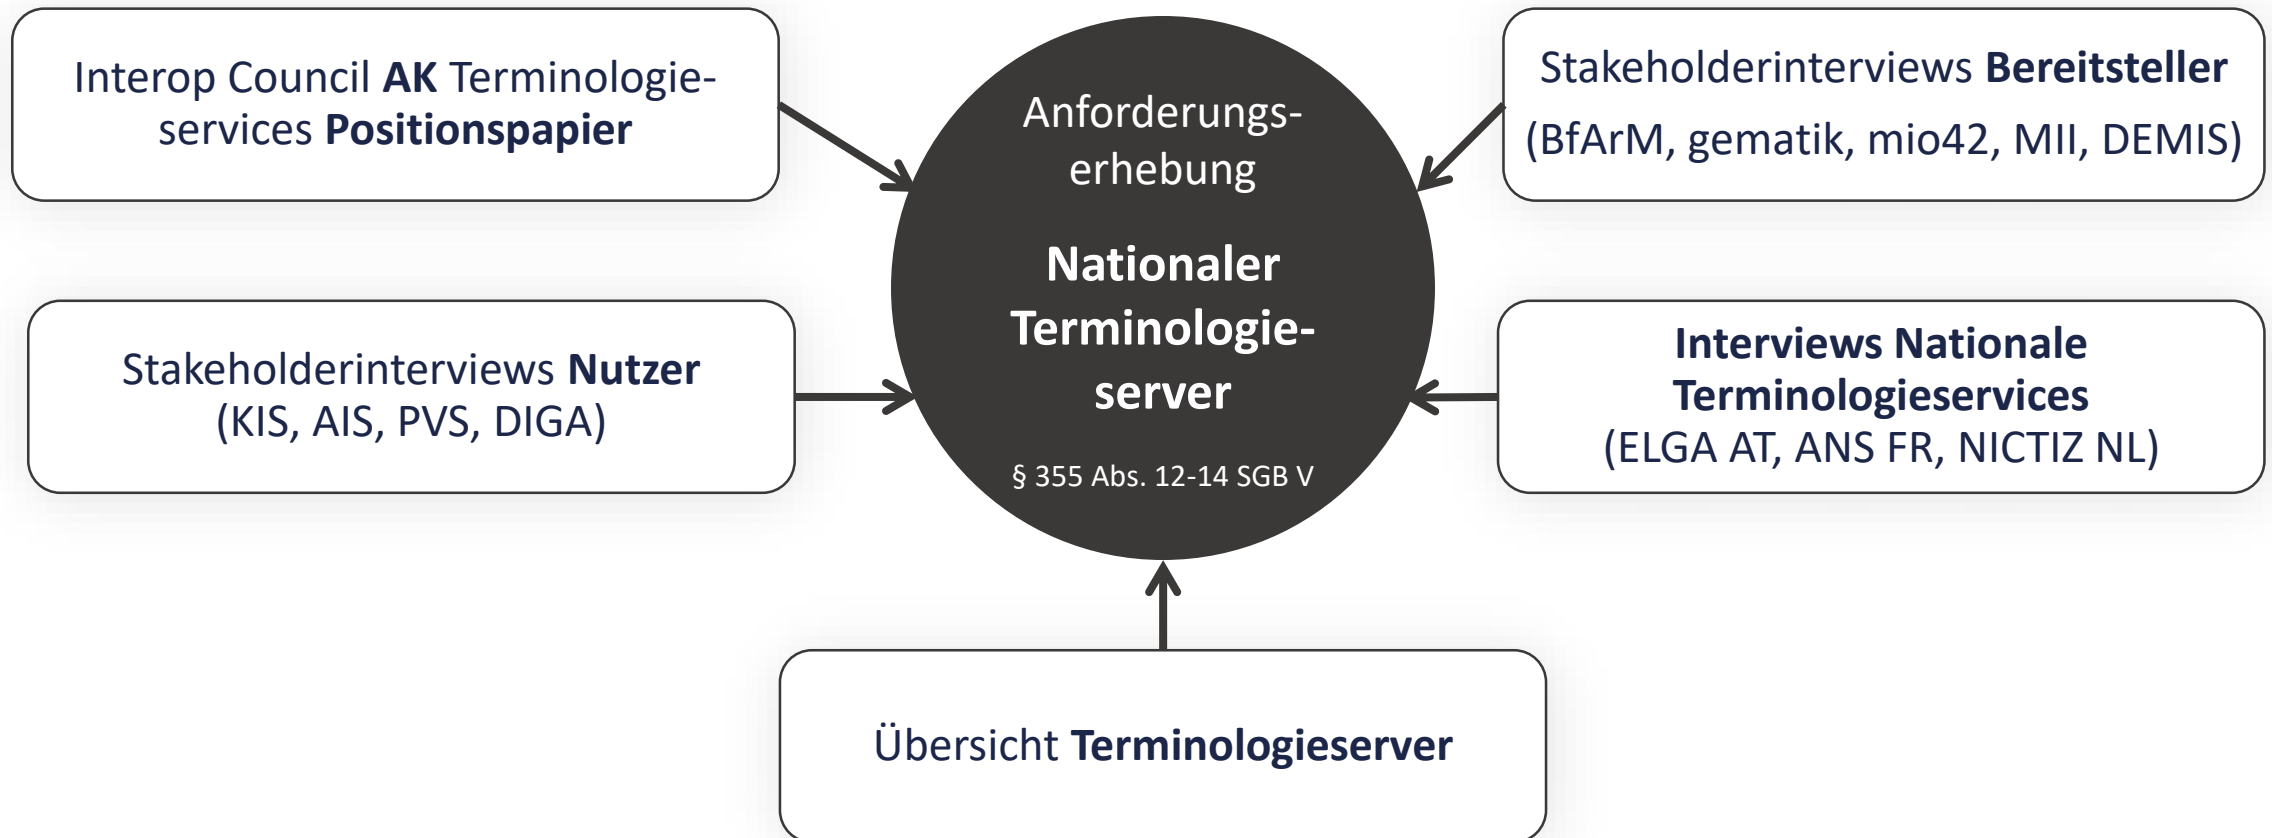 Interop Council AK Terminologie-
services Positionspapier
Stakeholderinterviews Nutzer
(KIS, AIS, PVS, DIGA)
Anforderungs-
erhebung
Nationaler
Terminologie-
server
§ 355 Abs. 12-14 SGB V
Stakeholderinterviews Bereitsteller
(BfArM, gematik, mio42, MII, DEMIS)
Interviews Nationale
Terminologieservices
(ELGA AT, ANS FR, NICTIZ NL)
Übersicht Terminologieserver